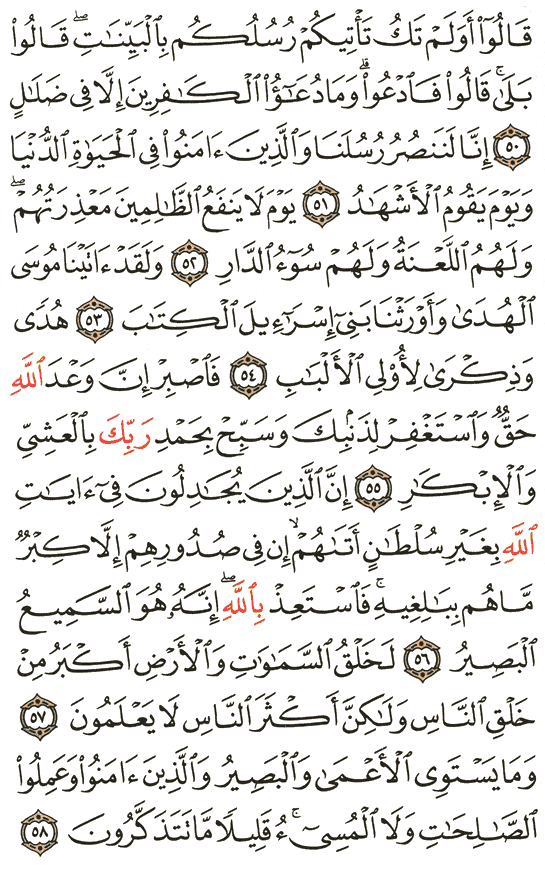 قَالُوٓا۟ أَوَلَمْ تَكُ تَأْتِيكُمْ رُسُلُكُم بِٱلْبَيِّنَـٰتِ ۖ قَالُوا۟
بَلَىٰ ۚ قَالُوا۟ فَٱدْعُوا۟ ۗ وَمَا دُعَـٰٓؤُا۟ ٱلْكَـٰفِرِينَ إِلَّا فِى ضَلَـٰلٍ
٥٠ إِنَّا لَنَنصُرُ رُسُلَنَا وَٱلَّذِينَ ءَامَنُوا۟ فِى ٱلْحَيَوٰةِ ٱلدُّنْيَا
وَيَوْمَ يَقُومُ ٱلْأَشْهَـٰدُ ٥١ يَوْمَ لَا يَنفَعُ ٱلظَّـٰلِمِينَ مَعْذِرَتُهُمْ ۖ
وَلَهُمُ ٱللَّعْنَةُ وَلَهُمْ سُوٓءُ ٱلدَّارِ ٥٢ وَلَقَدْ ءَاتَيْنَا مُوسَى
ٱلْهُدَىٰ وَأَوْرَثْنَا بَنِىٓ إِسْرَٰٓءِيلَ ٱلْكِتَـٰبَ ٥٣ هُدًى
وَذِكْرَىٰ لِأُو۟لِى ٱلْأَلْبَـٰبِ ٥٤ فَٱصْبِرْ إِنَّ وَعْدَ ٱللَّهِ
حَقٌّ وَٱسْتَغْفِرْ لِذَنۢبِكَ وَسَبِّحْ بِحَمْدِ رَبِّكَ بِٱلْعَشِىِّ
وَٱلْإِبْكَـٰرِ ٥٥ إِنَّ ٱلَّذِينَ يُجَـٰدِلُونَ فِىٓ ءَايَـٰتِ
ٱللَّهِ بِغَيْرِ سُلْطَـٰنٍ أَتَىٰهُمْ ۙ إِن فِى صُدُورِهِمْ إِلَّا كِبْرٌ
مَّا هُم بِبَـٰلِغِيهِ ۚ فَٱسْتَعِذْ بِٱللَّهِ ۖ إِنَّهُۥ هُوَ ٱلسَّمِيعُ
ٱلْبَصِيرُ ٥٦ لَخَلْقُ ٱلسَّمَـٰوَٰتِ وَٱلْأَرْضِ أَكْبَرُ مِنْ
خَلْقِ ٱلنَّاسِ وَلَـٰكِنَّ أَكْثَرَ ٱلنَّاسِ لَا يَعْلَمُونَ ٥٧
وَمَا يَسْتَوِى ٱلْأَعْمَىٰ وَٱلْبَصِيرُ وَٱلَّذِينَ ءَامَنُوا۟ وَعَمِلُوا۟
ٱلصَّـٰلِحَـٰتِ وَلَا ٱلْمُسِىٓءُ ۚ قَلِيلًا مَّا تَتَذَكَّرُونَ ٥٨